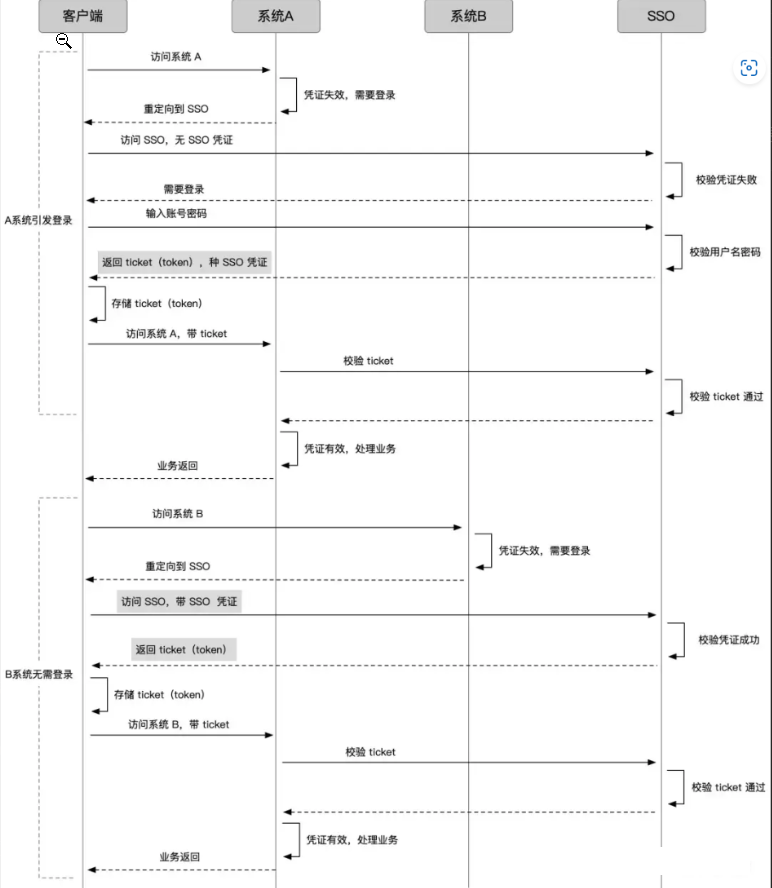 客户端
系统A
系统B
SSO
访问系统 A
凭证失效，需要登录
重定向到 SSO
访问 SSO，无 SSO 凭证
校验凭证失败
需要登录
A系统引发登录
输入账号密码
校验用户名密码
返回 ticket（token），种 SSO 凭证
存储 ticket（token）
访问系统 A，带 ticket
校验 ticket
校验 ticket 通过
凭证有效，处理业务
业务返回
访问系统 B
凭证失效，需要登录
重定向到 SSO
访问 SSO，带 SSO 凭证
校验凭证成功
返回 ticket（token）
B系统无需登录
存储 ticket（token）
访问系统 B，带 ticket
校验 ticket
校验 ticket 通过
凭证有效，处理业务
业务返回